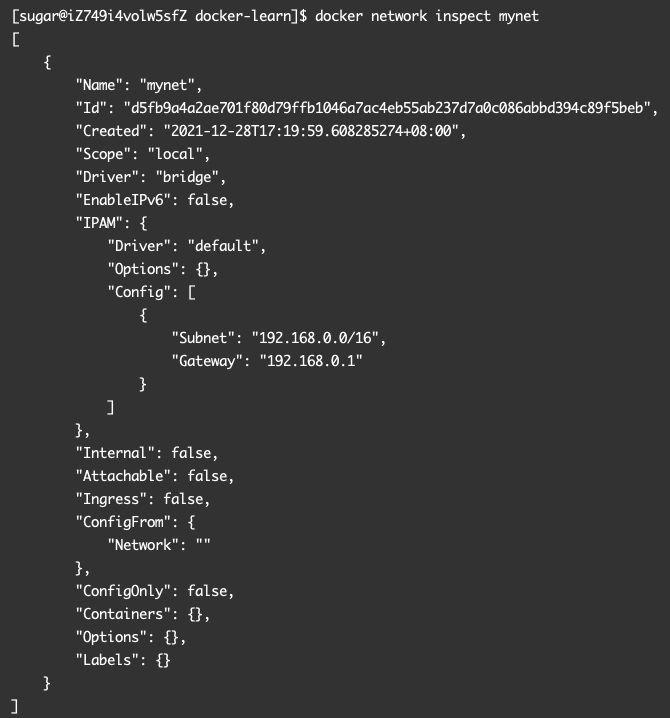 [sugar@iZ749i4volw5sfZ docker-learn]$ docker network inspect mynet
[
    {
        "Name": "mynet",
        "Id": "d5fb9a4a2ae701f80d79ffb1046a7ac4eb55ab237d7a0c086abbd394c89f5beb",
        "Created": "2021-12-28T17:19:59.608285274+08:00",
        "Scope": "local",
        "Driver": "bridge",
        "EnableIPv6": false,
        "IPAM": {
            "Driver": "default",
            "Options": {},
            "Config": [
                {
                    "Subnet": "192.168.0.0/16",
                    "Gateway": "192.168.0.1"
                }
            ]
        },
        "Internal": false,
        "Attachable": false,
        "Ingress": false,
        "ConfigFrom": {
            "Network": ""
        },
        "ConfigOnly": false,
        "Containers": {},
        "Options": {},
        "Labels": {}
    }
]